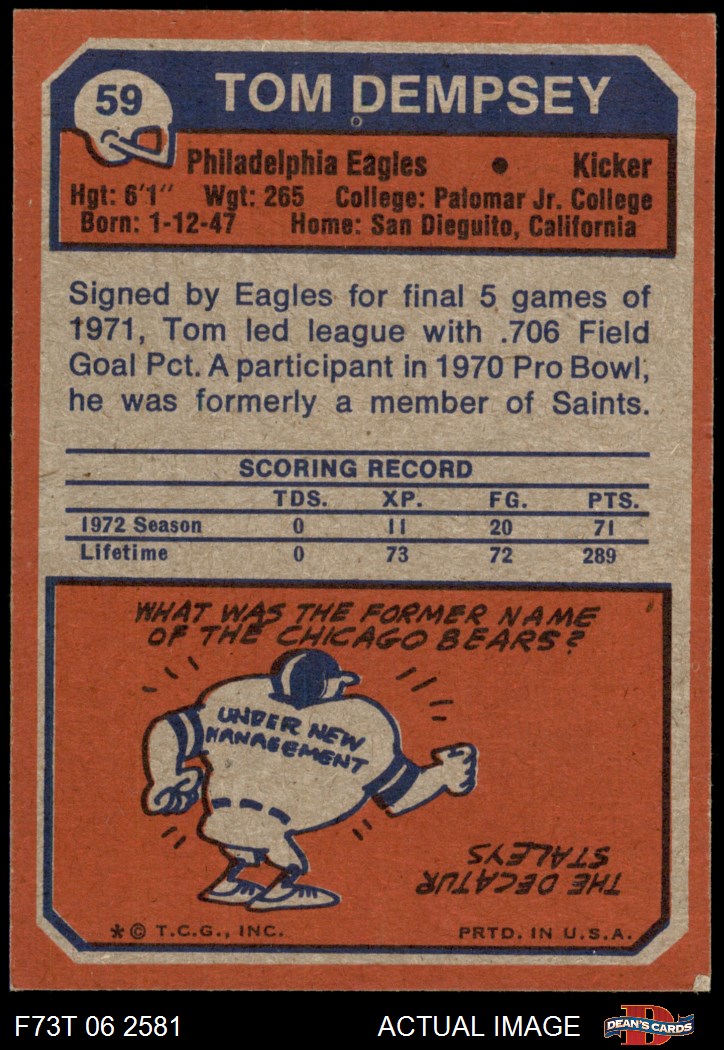 59
TOM DEMPSEY
Philadelphia Eagles • Kicker
Hgt: 6'1" Wgt: 265 College: Palomar Jr. College
Born: 1-12-47 Home: San Dieguito, California
Signed by Eagles for final 5 games of
1971, Tom led league with .706 Field
Goal Pct. A participant in 1970 Pro Bowl,
he was formerly a member of Saints.
SCORING RECORD
TDS. XP. FG. PTS.
1972 Season 0 11 20 71
Lifetime 0 73 72 289
WHAT WAS THE FORMER NAME
OF THE CHICAGO BEARS?
UNDER NEW
MANAGEMENT
THE DECATUR
STALEYS
*© T.C.G., INC. PRTD. IN U.S.A.
F73T 06 2581 ACTUAL IMAGE
D
DEAN'S CARDS